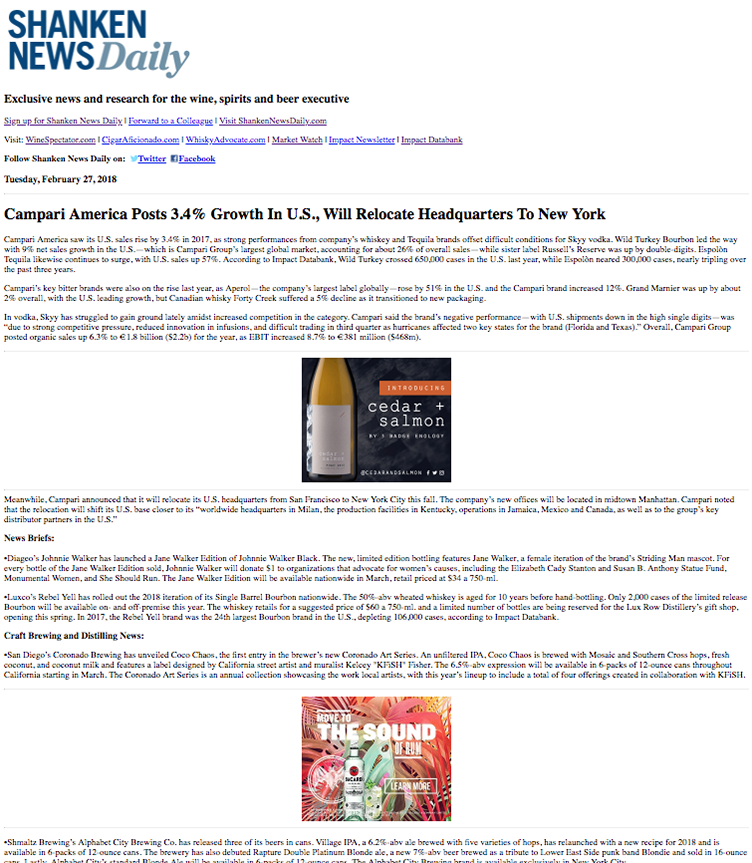 SHANKEN
NEWS Daily
Exclusive news and research for the wine, spirits and beer executive
Sign up for Shanken News Daily | Forward to a Colleague | Visit ShankenNewsDaily.com
Visit: WineSpectator.com | CigarAficionado.com | WhiskyAdvocate.com | Market Watch | Impact Newsletter | Impact Databank
Follow Shanken News Daily on: Twitter Facebook
Tuesday, February 27, 2018
Campari America Posts 3.4% Growth In U.S., Will Relocate Headquarters To New York
Campari America saw its U.S. sales rise by 3.4% in 2017, as strong performances from company's whiskey and Tequila brands offset difficult conditions for Skyy vodka. Wild Turkey Bourbon led the way
with 9% net sales growth in the U.S.—which is Campari Group's largest global market, accounting for about 26% of overall sales—while sister label Russell's Reserve was up by double-digits. Espolòn
Tequila likewise continues to surge, with U.S. sales up 57%. According to Impact Databank, Wild Turkey crossed 650,000 cases in the U.S. last year, while Espolòn neared 300,000 cases, nearly tripling over
the past three years.
Campari's key bitter brands were also on the rise last year, as Aperol—the company's largest label globally—rose by 51% in the U.S. and the Campari brand increased 12%. Grand Marnier was up by about
2% overall, with the U.S. leading growth, but Canadian whisky Forty Creek suffered a 5% decline as it transitioned to new packaging.
In vodka, Skyy has struggled to gain ground lately amidst increased competition in the category. Campari said the brand's negative performance—with U.S. shipments down in the high single digits—was
"due to strong competitive pressure, reduced innovation in infusions, and difficult trading in third quarter as hurricanes affected two key states for the brand (Florida and Texas)." Overall, Campari Group
posted organic sales up 6.3% to €1.8 billion ($2.2b) for the year, as EBIT increased 8.7% to €381 million ($468m).
INTRODUCING
cedar +
salmon
BY 7 BADGE ENOLOGY
cedar +
salmon
@CEDARANDSALMON
Meanwhile, Campari announced that it will relocate its U.S. headquarters from San Francisco to New York City this fall. The company's new offices will be located in midtown Manhattan. Campari noted
that the relocation will shift its U.S. base closer to its "worldwide headquarters in Milan, the production facilities in Kentucky, operations in Jamaica, Mexico and Canada, as well as to the group's key
distributor partners in the U.S."
News Briefs:
•Diageo's Johnnie Walker has launched a Jane Walker Edition of Johnnie Walker Black. The new, limited edition bottling features Jane Walker, a female iteration of the brand's Striding Man mascot. For
every bottle of the Jane Walker Edition sold, Johnnie Walker will donate $1 to organizations that advocate for women's causes, including the Elizabeth Cady Stanton and Susan B. Anthony Statue Fund,
Monumental Women, and She Should Run. The Jane Walker Edition will be available nationwide in March, retail priced at $34 a 750-ml.
•Luxco's Rebel Yell has rolled out the 2018 iteration of its Single Barrel Bourbon nationwide. The 50%-abv wheated whiskey is aged for 10 years before hand-bottling. Only 2,000 cases of the limited release
Bourbon will be available on- and off-premise this year. The whiskey retails for a suggested price of $60 a 750-ml. and a limited number of bottles are being reserved for the Lux Row Distillery's gift shop,
opening this spring. In 2017, the Rebel Yell brand was the 24th largest Bourbon brand in the U.S., depleting 106,000 cases, according to Impact Databank.
Craft Brewing and Distilling News:
•San Diego's Coronado Brewing has unveiled Coco Chaos, the first entry in the brewer's new Coronado Art Series. An unfiltered IPA, Coco Chaos is brewed with Mosaic and Southern Cross hops, fresh
coconut, and coconut milk and features a label designed by California street artist and muralist Kelcey "KFiSH" Fisher. The 6.5%-abv expression will be available in 6-packs of 12-ounce cans throughout
California starting in March. The Coronado Art Series is an annual collection showcasing the work local artists, with this year's lineup to include a total of four offerings created in collaboration with KFiSH.
MOVE TO
THE SOUND
OF RUM
BACARDI
LEARN MORE
•Shmaltz Brewing's Alphabet City Brewing Co. has released three of its beers in cans. Village IPA, a 6.2%-abv ale brewed with five varieties of hops, has relaunched with a new recipe for 2018 and is
available in 6-packs of 12-ounce cans. The brewery has also debuted Rapture Double Platinum Blonde ale, a new 7%-abv beer brewed as a tribute to Lower East Side punk band Blondie and sold in 16-ounce
cans. Lastly, Alphabet City's standard Blonde Ale will be available in 6-packs of 12-ounce cans. The Alphabet City Brewing brand is available exclusively in New York City.